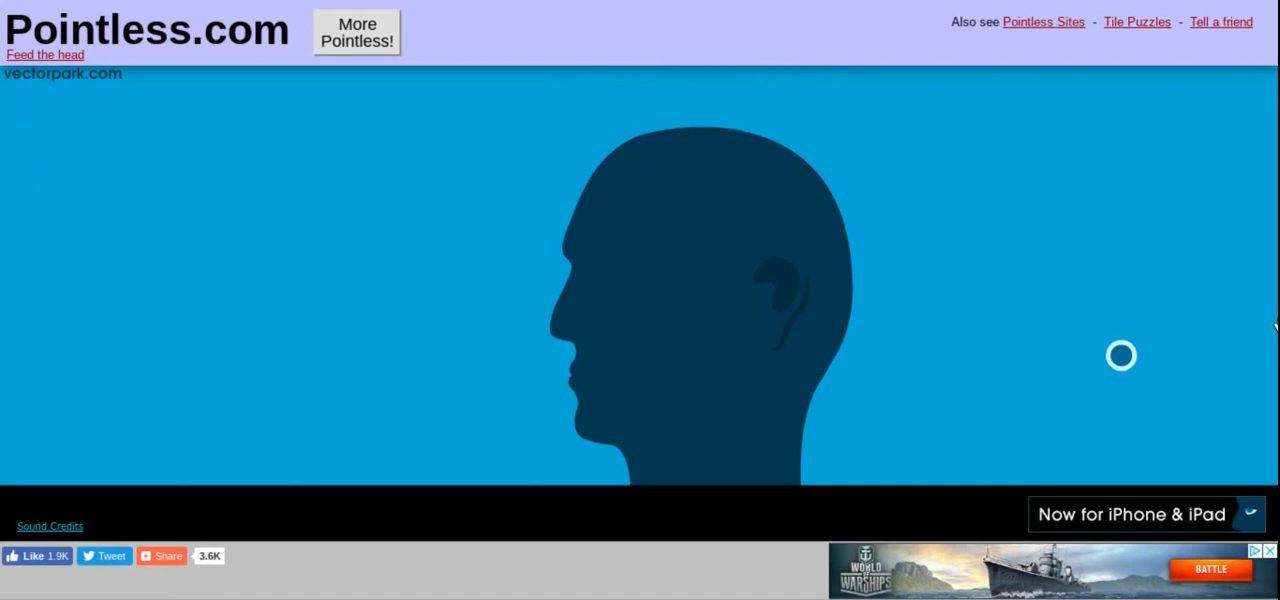 Pointless.com
Feed the head
More
Pointless!
Also see Pointless Sites - Tile Puzzles - Tell a friend
vectorpark.com
Sound Credits
Now for iPhone & iPad
Like 1.9K
Tweet
Share
3.6K
WORLD
OF
WARSHIPS
BATTLE